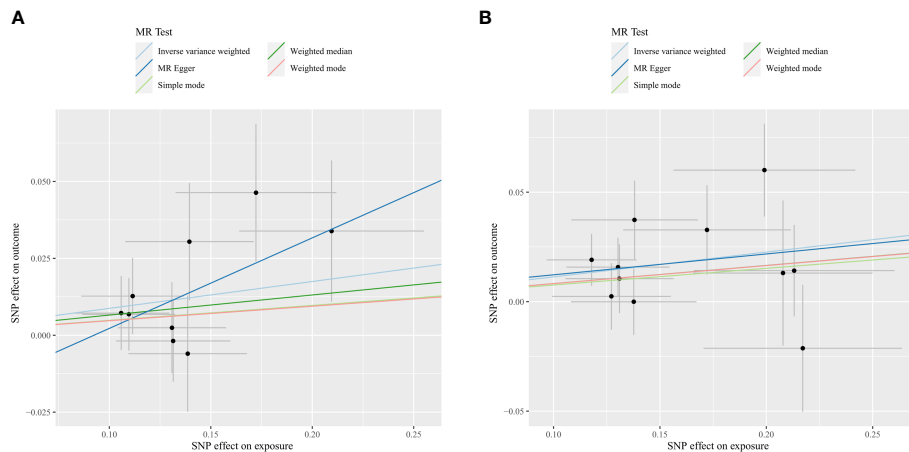 A
MR Test
Inverse variance weighted
Weighted median
MR Egger
Weighted mode
Simple mode
SNP effect on outcome
0.050
0.025
0.000
−0.025
0.10
0.15
0.20
0.25
SNP effect on exposure
B
MR Test
Inverse variance weighted
Weighted median
MR Egger
Weighted mode
Simple mode
SNP effect on outcome
0.05
0.00
−0.05
0.10
0.15
0.20
0.25
SNP effect on exposure